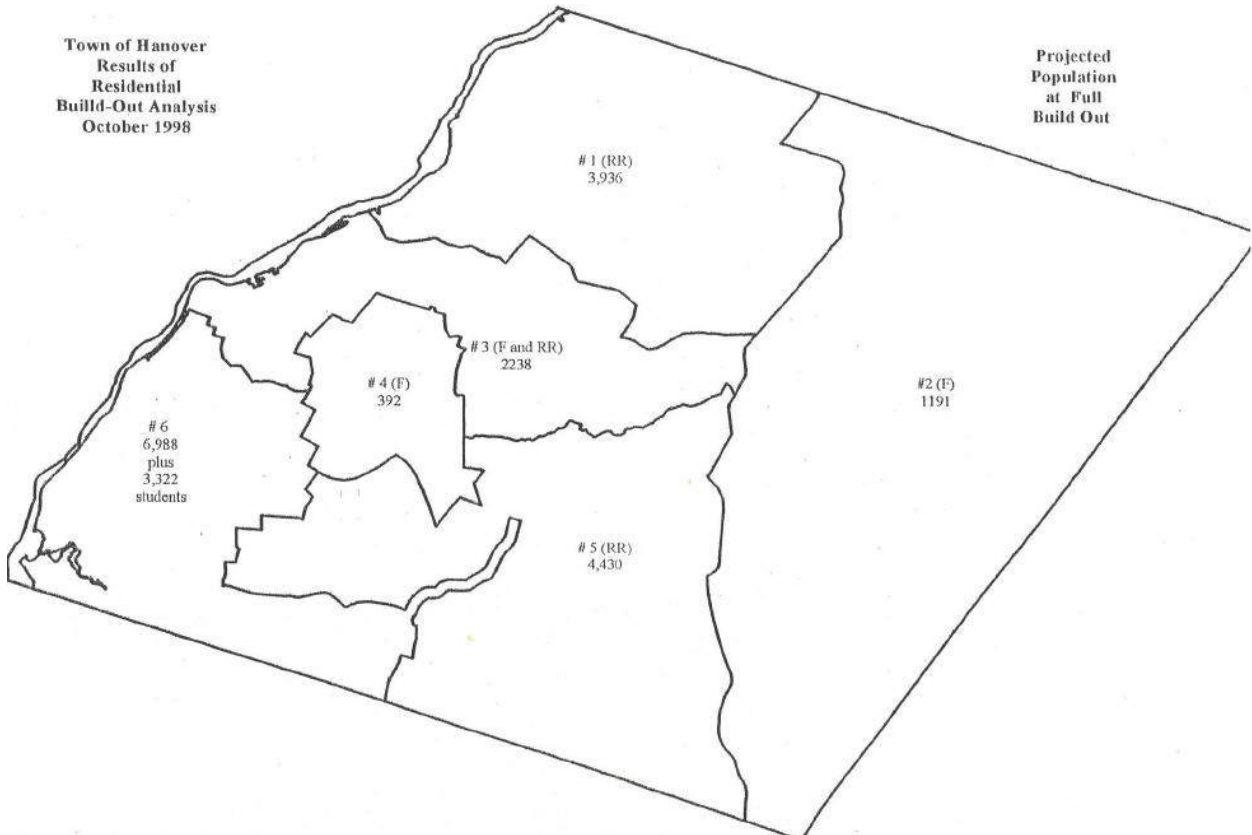 Town of Hanover
Results of
Residential
Builld-Out Analysis
October 1998
Projected
Population
at Full
Build Out
# 1 (RR)
3,936
# 3 (F and RR)
2238
# 4 (F)
392
#2 (F)
1191
# 6
6,988
plus
3,322
students
# 5 (RR)
4,430